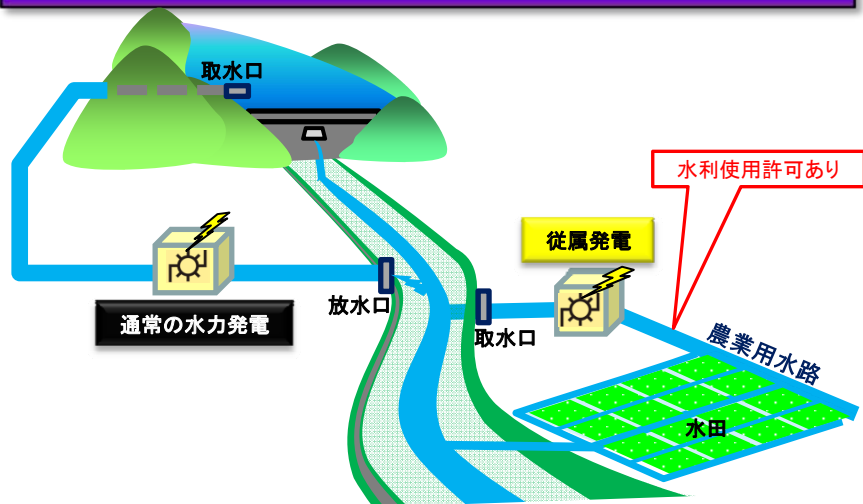 取水口
水利使用許可あり
従属発電
放水口
通常の水力発電
取水口
農業用水路
水田